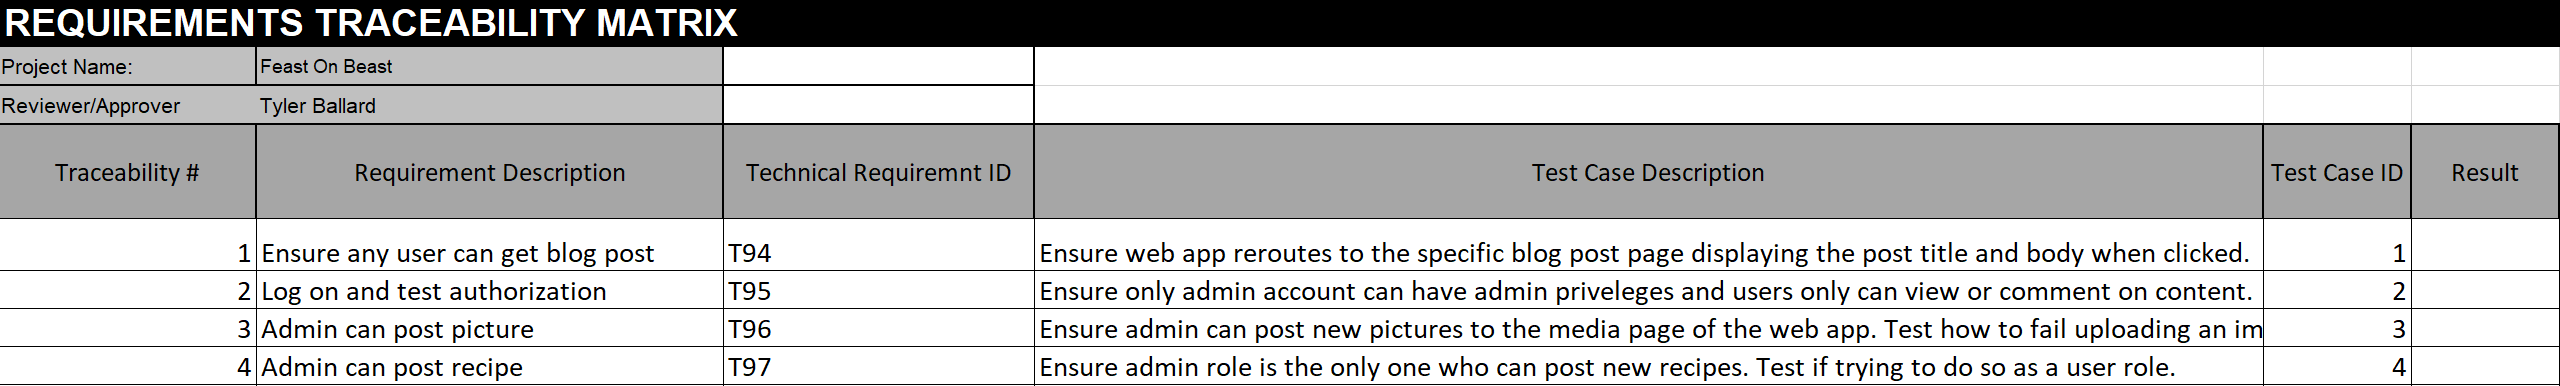 REQUIREMENTS TRACEABILITY MATRIX
Project Name: Feast On Beast
Reviewer/Approver Tyler Ballard
Traceability # Requirement Description Technical Requiremnt ID Test Case Description Test Case ID Result
1 Ensure any user can get blog post T94 Ensure web app reroutes to the specific blog post page displaying the post title and body when clicked. 1
2 Log on and test authorization T95 Ensure only admin account can have admin priveleges and users only can view or comment on content. 2
3 Admin can post picture T96 Ensure admin can post new pictures to the media page of the web app. Test how to fail uploading an im 3
4 Admin can post recipe T97 Ensure admin role is the only one who can post new recipes. Test if trying to do so as a user role. 4